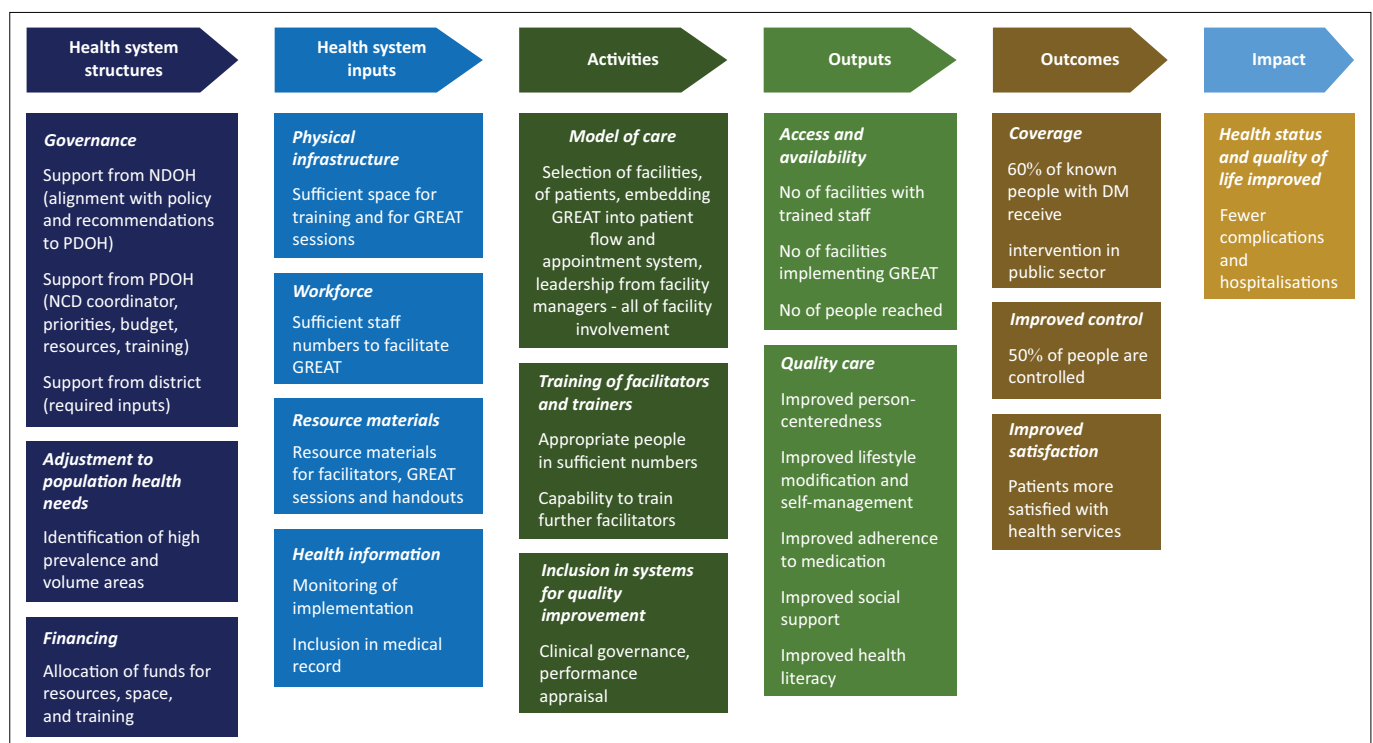 Health system
structures
Governance
Support from NDOH
(alignment with policy
and recommendations
to PDOH)
Support from PDOH
(NCD coordinator,
priorities, budget,
resources, training)
Support from district
(required inputs)
Adjustment to
population health
needs
Identification of high
prevalence and
volume areas
Financing
Allocation of funds for
resources, space,
and training
Health system
inputs
Physical
infrastructure
Sufficient space for
training and for GREAT
sessions
Workforce
Sufficient staff
numbers to facilitate
GREAT
Resource materials
Resource materials
for facilitators, GREAT
sessions and handouts
Health information
Monitoring of
implementation
Inclusion in medical
record
Activities
Model of care
Selection of facilities,
of patients, embedding
GREAT into patient
flow and
appointment system,
leadership from facility
managers - all of facility
involvement
Training of facilitators
and trainers
Appropriate people
in sufficient numbers
Capability to train
further facilitators
Inclusion in systems
for quality
improvement
Clinical governance,
performance
appraisal
Outputs
Access and
availability
No of facilities with
trained staff
No of facilities
implementing GREAT
No of people reached
Quality care
Improved person-
centeredness
Improved lifestyle
modification and
self-management
Improved adherence
to medication
Improved social
support
Improved health
literacy
Outcomes
Coverage
60% of known
people with DM
receive
intervention in
public sector
Improved control
50% of people are
controlled
Improved
satisfaction
Patients more
satisfied with
health services
Impact
Health status
and quality of
life improved
Fewer
complications
and
hospitalisations